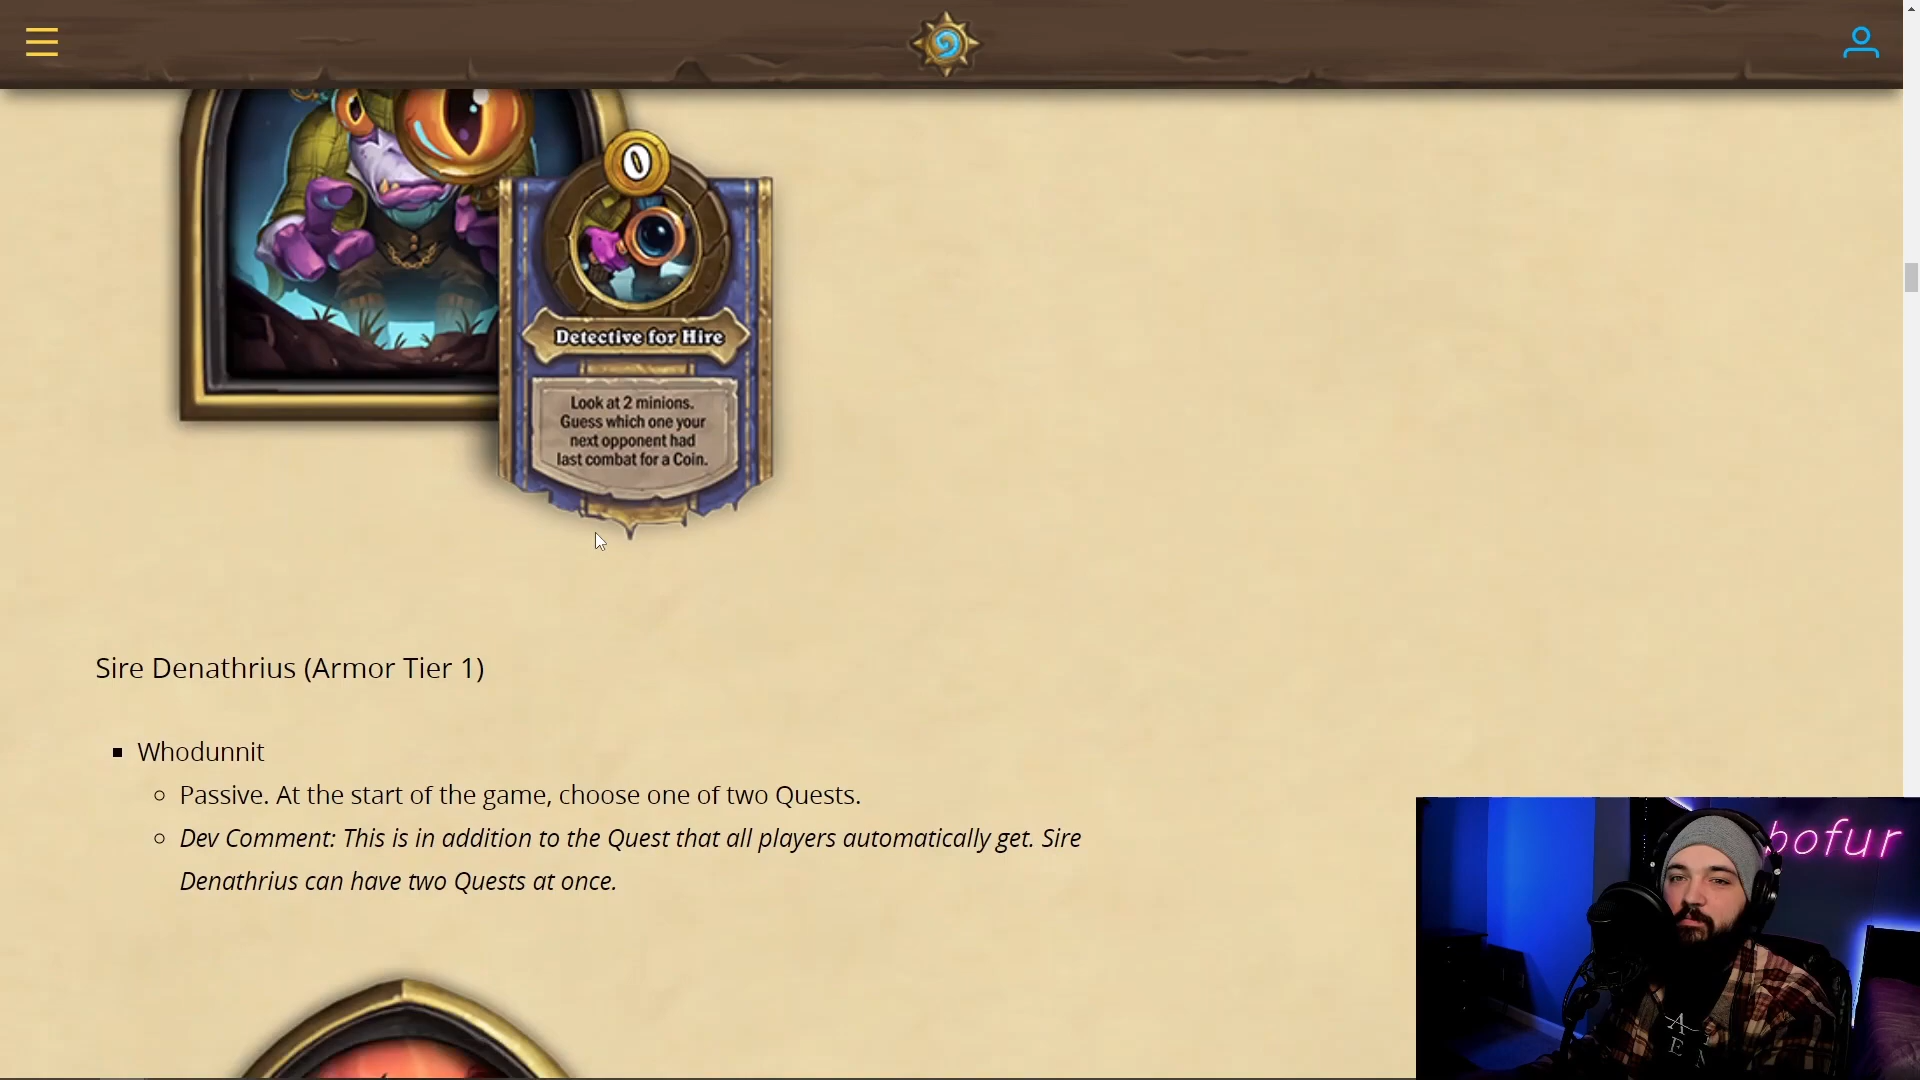 0
Detective for Hire
Look at 2 minions.
Guess which one your
next opponent had
last combat for a Coin.
Sire Denathrius (Armor Tier 1)
Whodunnit
Passive. At the start of the game, choose one of two Quests.
Dev Comment: This is in addition to the Quest that all players automatically get. Sire
Denathrius can have two Quests at once.
bofur
A
E